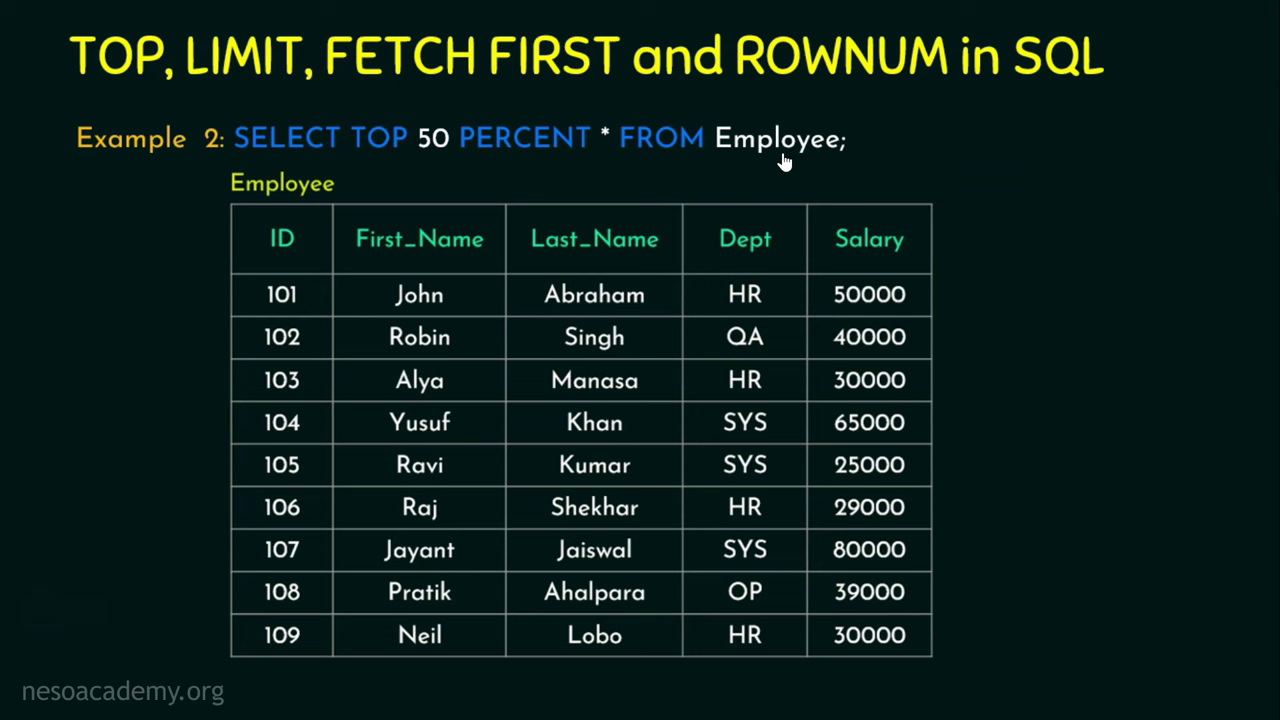 TOP, LIMIT, FETCH FIRST and ROWNUM in SQL
Example 2: SELECT TOP 50 PERCENT * FROM Employee;
Employee
ID First_Name Last_Name Dept Salary
101 John Abraham HR 50000
102 Robin Singh QA 40000
103 Alya Manasa HR 30000
104 Yusuf Khan SYS 65000
105 Ravi Kumar SYS 25000
106 Raj Shekhar HR 29000
107 Jayant Jaiswal SYS 80000
108 Pratik Ahalpara OP 39000
109 Neil Lobo HR 30000
nesoacademy.org